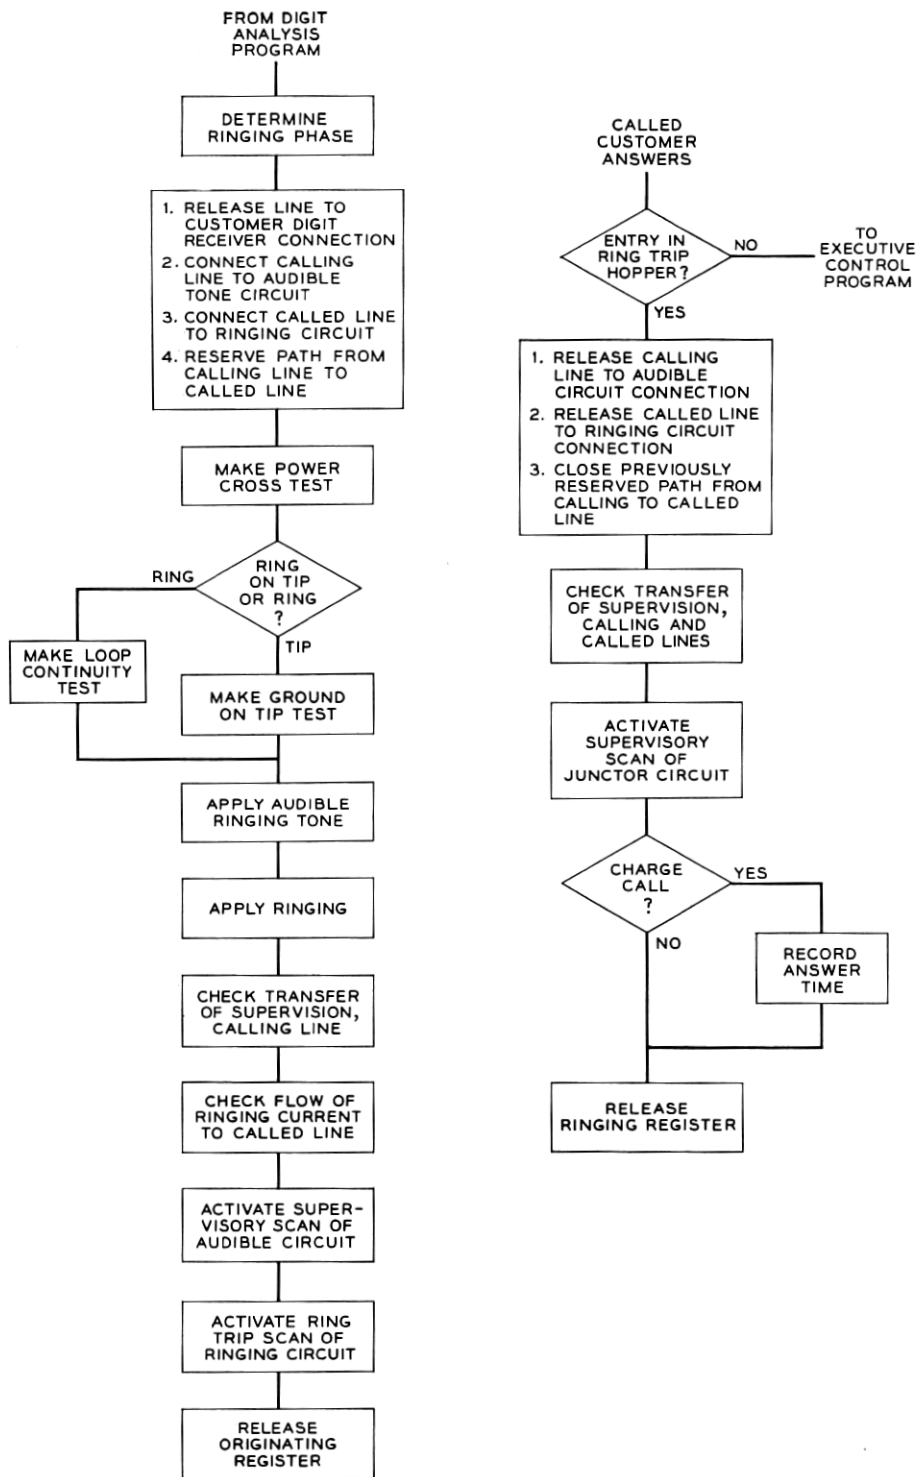 FROM DIGIT
ANALYSIS
PROGRAM
DETERMINE
RINGING PHASE
1. RELEASE LINE TO
CUSTOMER DIGIT
RECEIVER CONNECTION
2. CONNECT CALLING
LINE TO AUDIBLE
TONE CIRCUIT
3. CONNECT CALLED LINE
TO RINGING CIRCUIT
4. RESERVE PATH FROM
CALLING LINE TO
CALLED LINE
MAKE POWER
CROSS TEST
RING
ON TIP
OR RING
?
RING
TIP
MAKE LOOP
CONTINUITY
TEST
MAKE GROUND
ON TIP TEST
APPLY AUDIBLE
RINGING TONE
APPLY RINGING
CHECK TRANSFER
OF SUPERVISION,
CALLING LINE
CHECK FLOW OF
RINGING CURRENT
TO CALLED LINE
ACTIVATE SUPER-
VISORY SCAN OF
AUDIBLE CIRCUIT
ACTIVATE RING
TRIP SCAN OF
RINGING CIRCUIT
RELEASE
ORIGINATING
REGISTER
CALLED
CUSTOMER
ANSWERS
ENTRY IN
RING TRIP
HOPPER?
NO
TO
EXECUTIVE
CONTROL
PROGRAM
YES
1. RELEASE CALLING
LINE TO AUDIBLE
CIRCUIT CONNECTION
2. RELEASE CALLED LINE
TO RINGING CIRCUIT
CONNECTION
3. CLOSE PREVIOUSLY
RESERVED PATH FROM
CALLING TO CALLED
LINE
CHECK TRANSFER
OF SUPERVISION,
CALLING AND
CALLED LINES
ACTIVATE
SUPERVISORY
SCAN OF
JUNCTOR CIRCUIT
CHARGE
CALL
?
YES
NO
RECORD
ANSWER
TIME
RELEASE
RINGING REGISTER